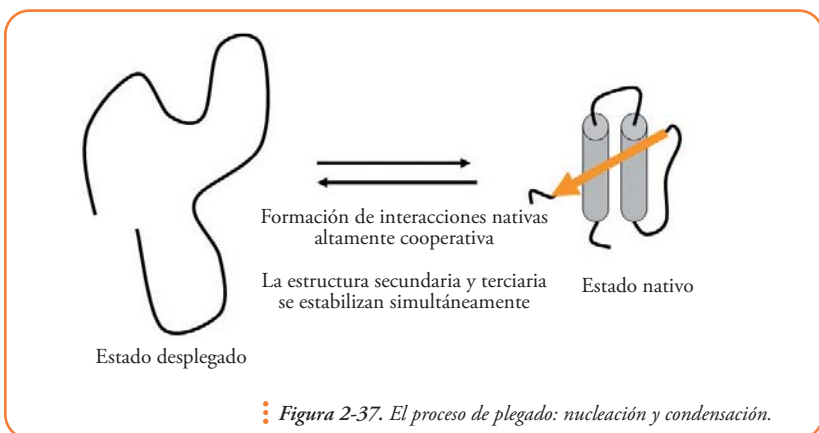 Formación de interacciones nativas
altamente cooperativa
La estructura secundaria y terciaria
se estabilizan simultáneamente
Estado nativo
Estado desplegado
Figura 2-37. El proceso de plegado: nucleación y condensación.